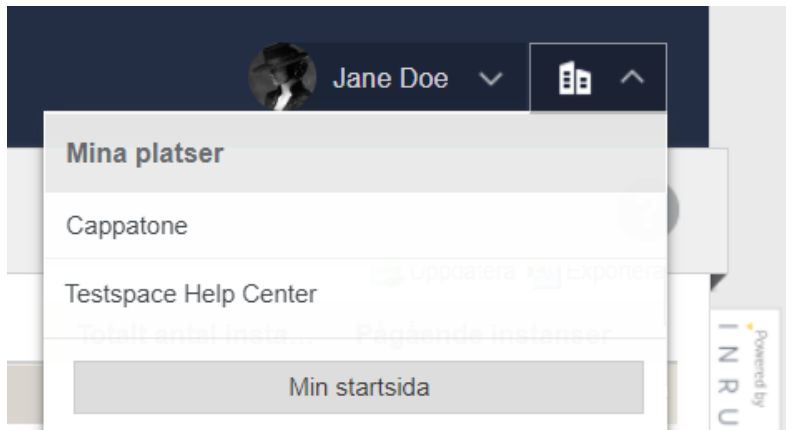 Jane Doe
Mina platser
Cappatone
Uppdatera Exportera
Testspace Help Center
Totalt antal Insta... Pågående Instanser
Min startsida
Powered by
INRU